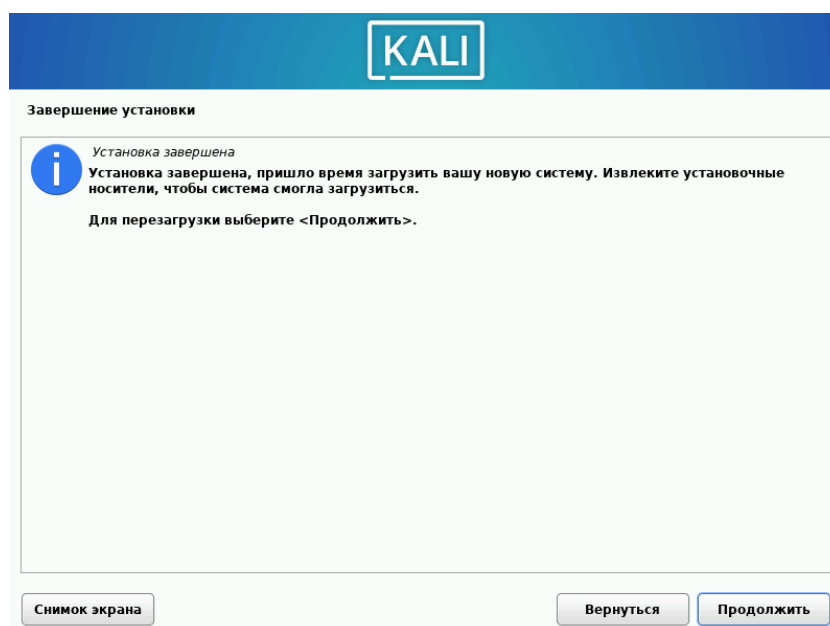 KALI
Завершение установки
Установка завершена
Установка завершена, пришло время загрузить вашу новую систему. Извлеките установочные
носители, чтобы система смогла загрузиться.
Для перезагрузки выберите <Продолжить>.
Снимок экрана
Вернуться
Продолжить